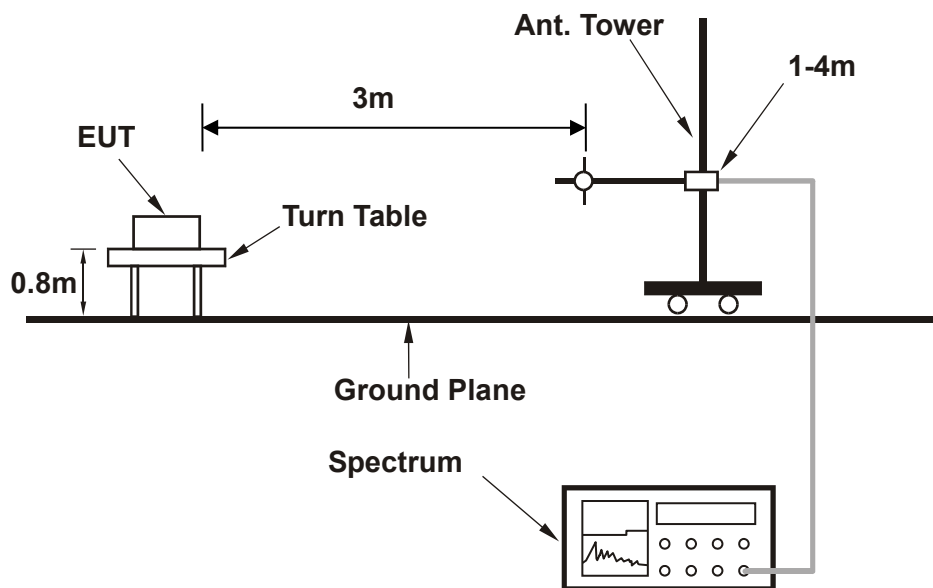 Ant. Tower
1-4m
3m
EUT
Turn Table
0.8m
Ground Plane
Spectrum